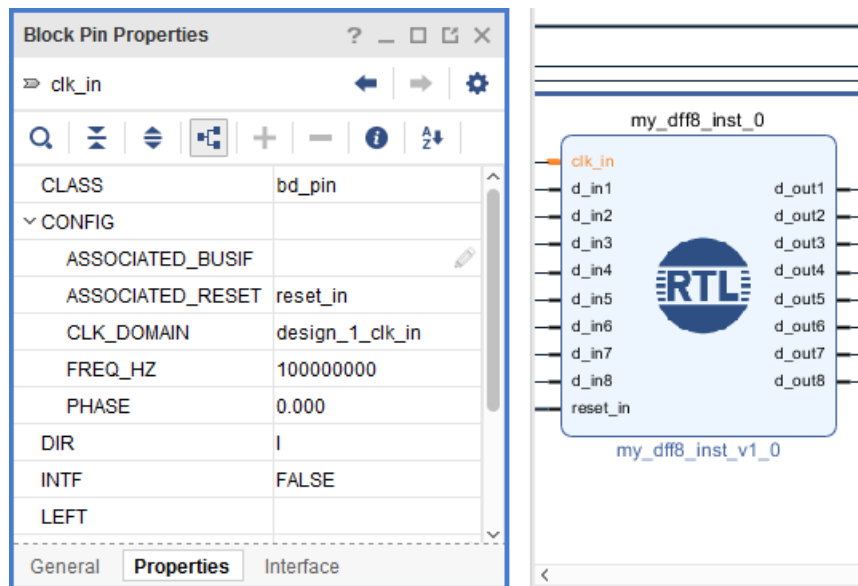 Block Pin Properties
clk_in
CLASS bd_pin
CONFIG
ASSOCIATED_BUSIF
ASSOCIATED_RESET reset_in
CLK_DOMAIN design_1_clk_in
FREQ_HZ 100000000
PHASE 0.000
DIR I
INTF FALSE
LEFT
General Properties Interface
my_dff8_inst_0
clk_in
d_in1 d_out1
d_in2 d_out2
d_in3 d_out3
d_in4 d_out4
d_in5 d_out5
d_in6 d_out6
d_in7 d_out7
d_in8 d_out8
reset_in
RTL
my_dff8_inst_v1_0